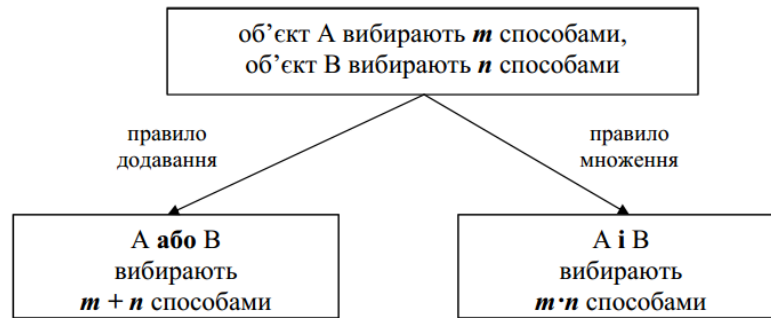 об’єкт А вибирають m способами,
об’єкт В вибирають n способами
правило
додавання
правило
множення
А або В
вибирають
m + n способами
А і В
вибирають
m·n способами